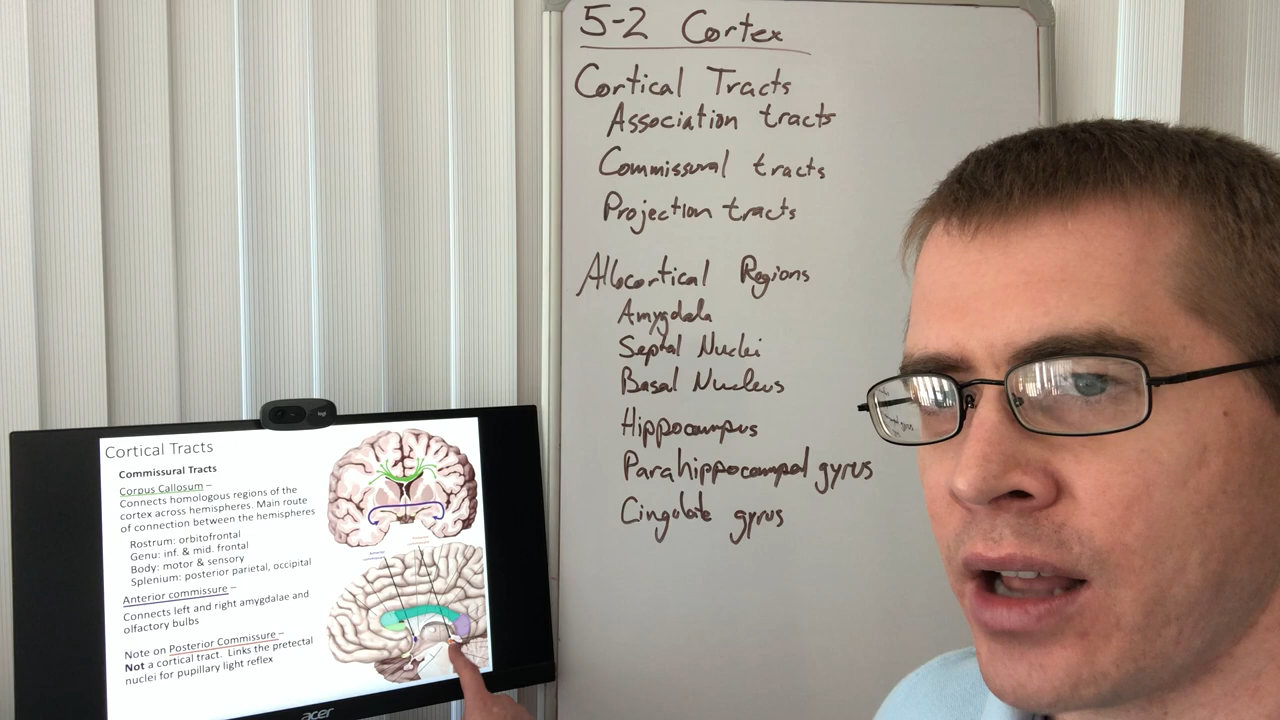 5-2 Cortex
Cortical Tracts
Association tracts
Commissural tracts
Projection tracts
Allocortical Regions
Amygdala
Septal Nuclei
Basal Nucleus
Hippocampus
Parahippocampal gyrus
Cingulate gyrus
Cortical Tracts
Commissural Tracts
Corpus Callosum –
Connects homologous regions of the
cortex across hemispheres. Main route
of connection between the hemispheres
Rostrum: orbitofrontal
Genu: inf. & mid. frontal
Body: motor & sensory
Splenium: posterior parietal, occipital
Anterior commissure –
Connects left and right amygdalae and
olfactory bulbs
Note on Posterior Commissure –
Not a cortical tract. Links the pretectal
nuclei for pupillary light reflex
acer